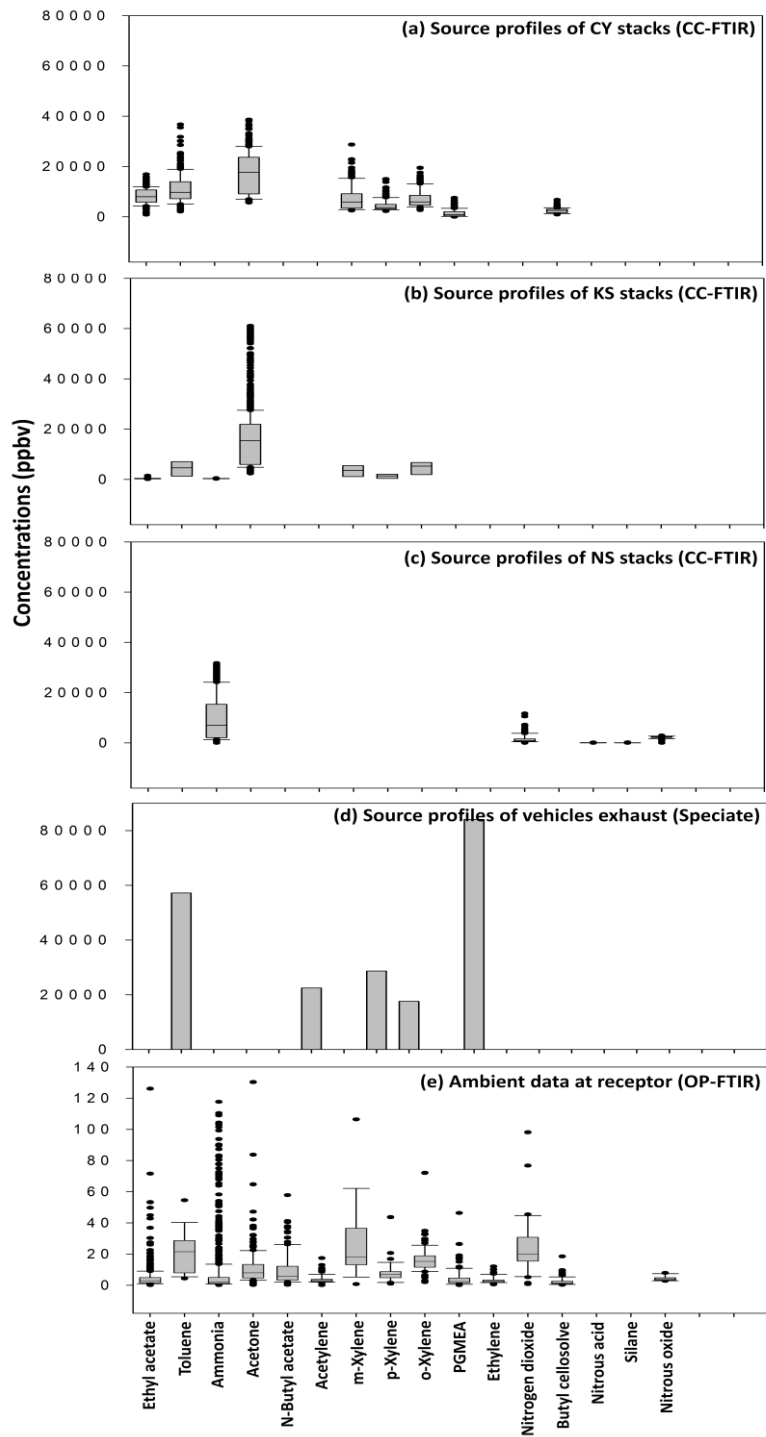 (a) Source profiles of CY stacks (CC-FTIR)
80000
60000
40000
20000
0
(b) Source profiles of KS stacks (CC-FTIR)
80000
60000
40000
20000
0
Concentrations (ppbv)
(c) Source profiles of NS stacks (CC-FTIR)
80000
60000
40000
20000
0
(d) Source profiles of vehicles exhaust (Speciate)
80000
60000
40000
20000
0
(e) Ambient data at receptor (OP-FTIR)
140
120
100
80
60
40
20
0
Ethyl acetate
Toluene
Ammonia
Acetone
N-Butyl acetate
Acetylene
m-Xylene
p-Xylene
o-Xylene
PGMEA
Ethylene
Nitrogen dioxide
Butyl cellosolve
Nitrous acid
Silane
Nitrous oxide